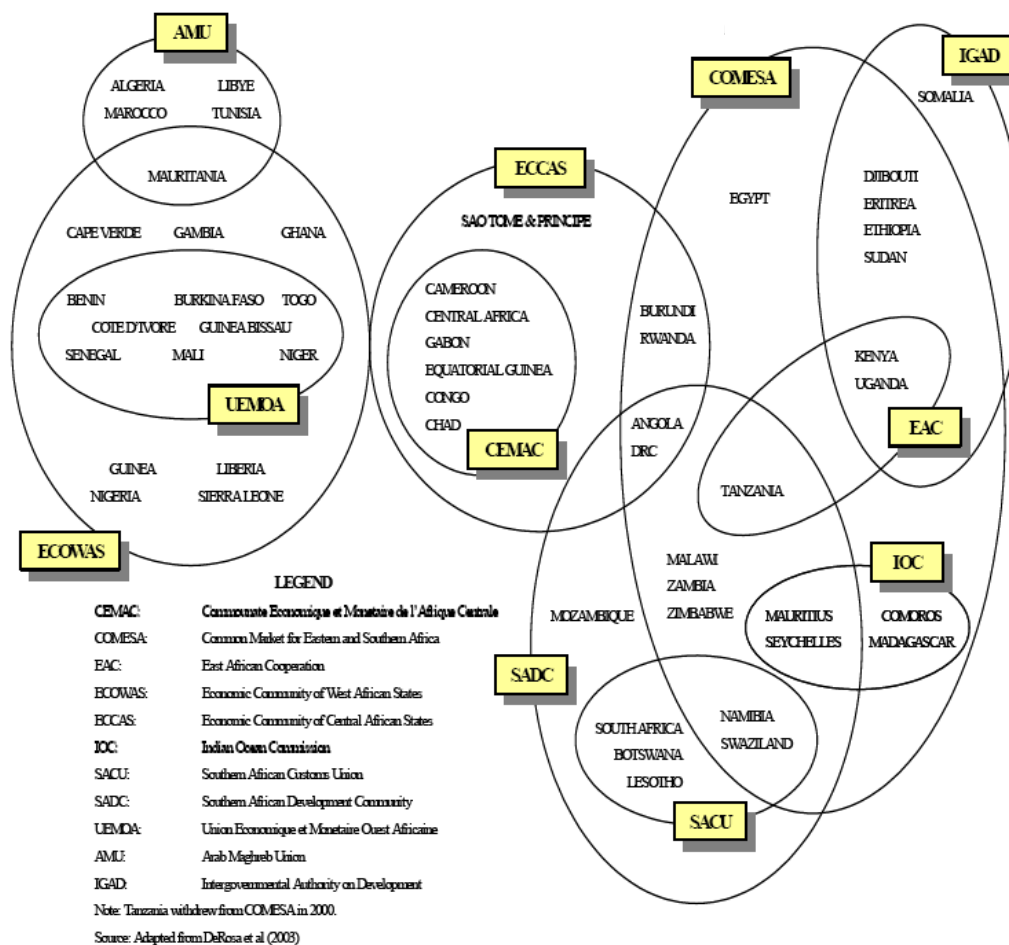 AMU
IGAD
COMESA
ALGERIA LIBYE
MAROCCO TUNISIA
SOMALIA
ECCAS
MAURITANIA
DJIBOUTI
EGYPT
ERITREA
SAO TOME & PRINCIPE
CAPE VERDE GAMBIA GHANA
ETHIOPIA
SUDAN
CAMEROON
BENIN BURKINA FASO TOGO
BURUNDI
CENTRAL AFRICA
COTE D'IVORE GUINEA BISSAU
RWANDA
GABON
SENEGAL MALI NIGER
KENYA
EQUATORIAL GUINEA
UGANDA
CONGO
UEMOA
CHAD
ANGOLA
EAC
CEMAC
DRC
GUINEA LIBERIA
NIGERIA SIERRA LEONE
TANZANIA
ECOWAS
IOC
MALAWI
ZAMBIA
ZIMBABWE
MOZAMBIQUE
MAURITIUS COMOROS
SEYCHELLES MADAGASCAR
SADC
NAMIBIA
SOUTH AFRICA
SWAZILAND
BOTSWANA
LESOTHO
SACU
LEGEND
CEMAC: Communate Economique et Monetaire de l'Afrique Centrale
COMESA: Common Market for Eastern and Southern Africa
EAC: East African Cooperation
ECOWAS: Economic Community of West African States
ECCAS: Economic Community of Central African States
IOC: Indian Ocean Commission
SACU: Southern African Customs Union
SADC: Southern African Development Community
UEMOA: Union Economique et Monetaire Ouest Africaine
AMU: Arab Maghreb Union
IGAD: Intergovernmental Authority on Development
Note: Tanzania withdrew from COMESA in 2000.
Source: Adapted from DeRosa et al (2003)